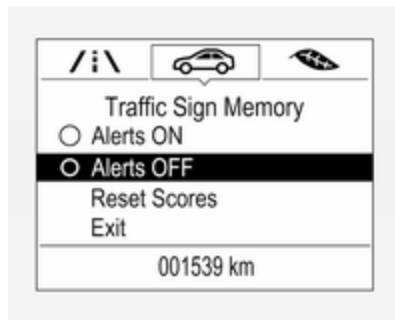 Traffic Sign Memory
Alerts ON
Alerts OFF
Reset Scores
Exit
001539 km